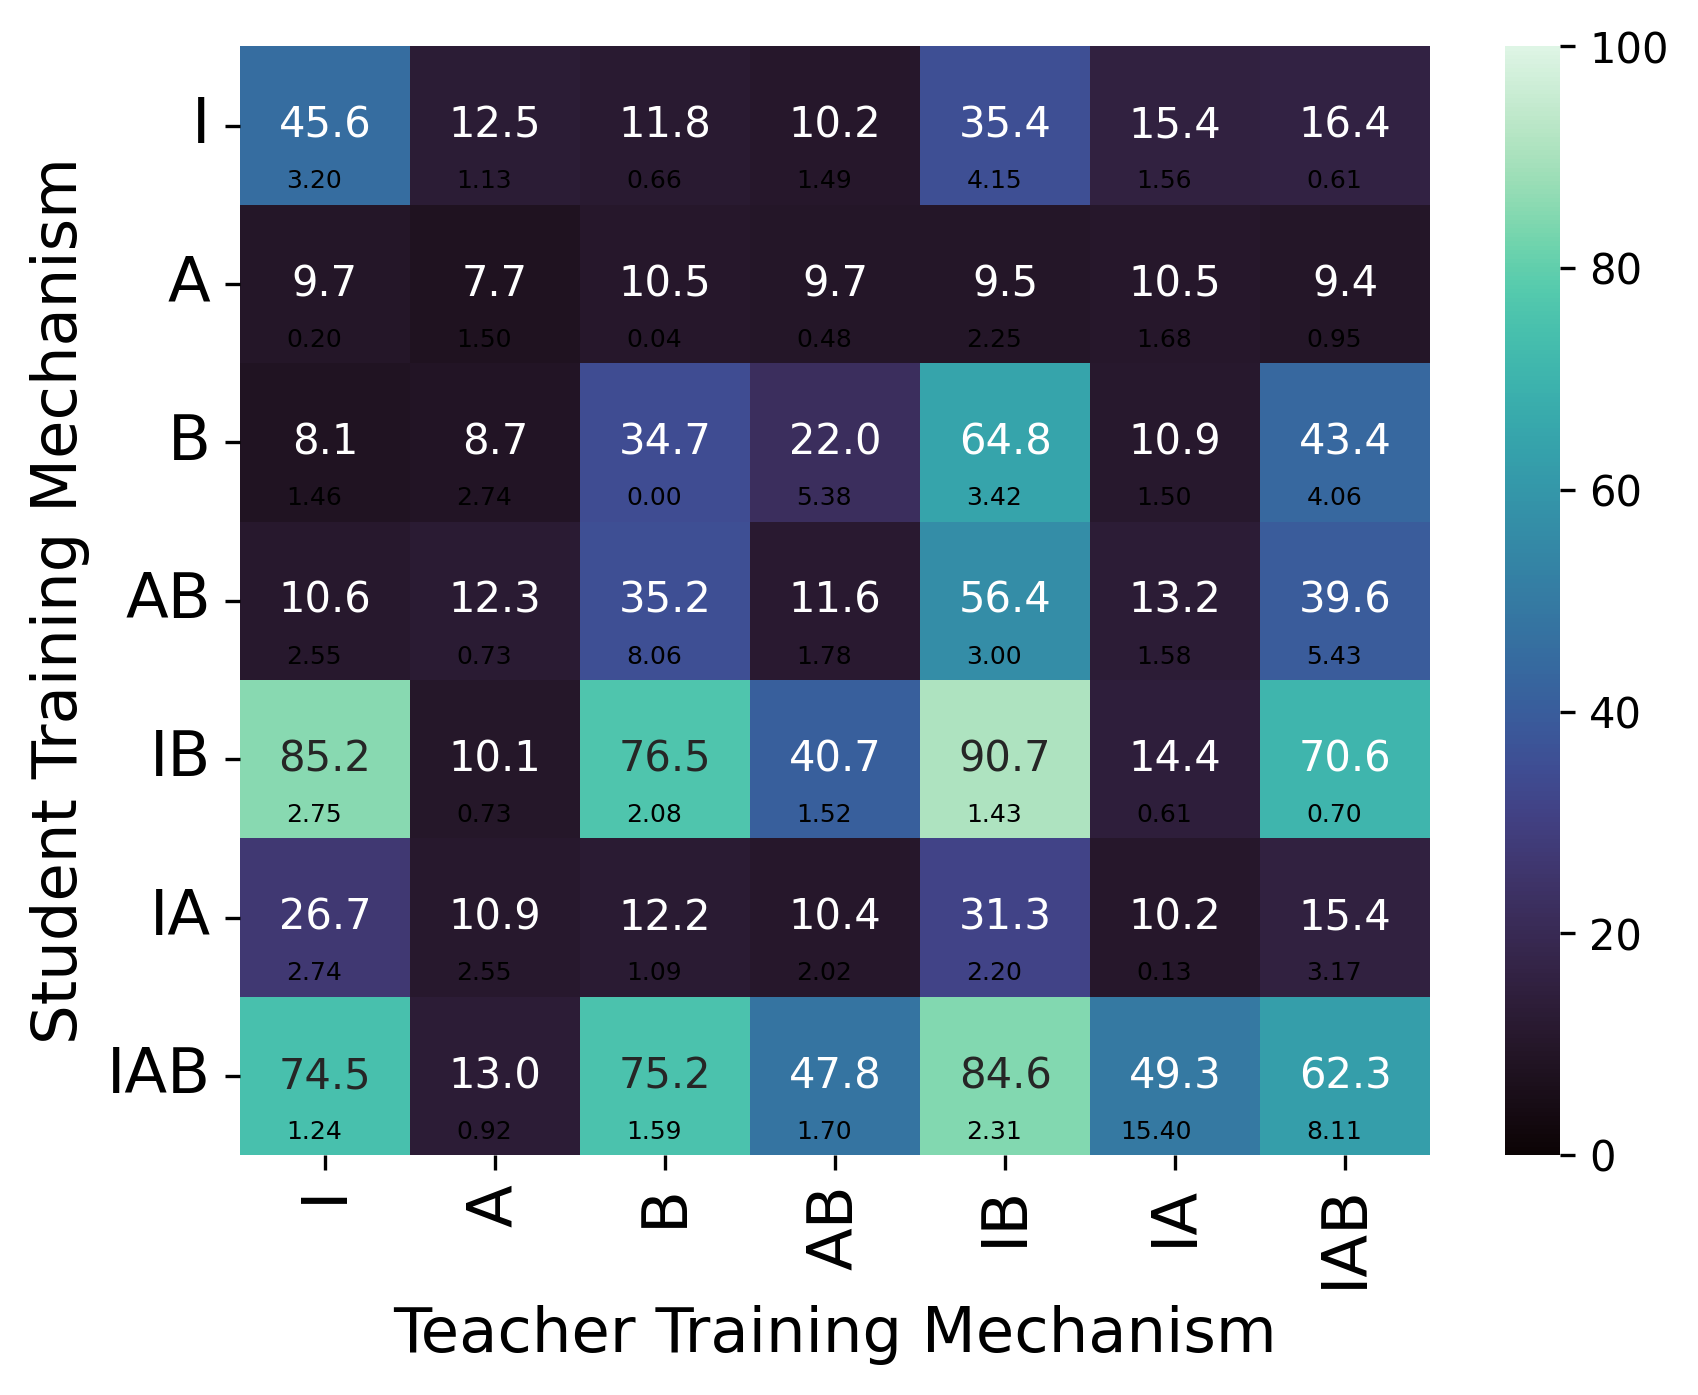 100
I 45.6 12.5 11.8 10.2 35.4 15.4 16.4
3.20 1.13 0.66 1.49 4.15 1.56 0.61
80
A 9.7 7.7 10.5 9.7 9.5 10.5 9.4
0.20 1.50 0.04 0.48 2.25 1.68 0.95
B 8.1 8.7 34.7 22.0 64.8 10.9 43.4
1.46 2.74 0.00 5.38 3.42 1.50 4.06
60
AB 10.6 12.3 35.2 11.6 56.4 13.2 39.6
2.55 0.73 8.06 1.78 3.00 1.58 5.43
40
IB 85.2 10.1 76.5 40.7 90.7 14.4 70.6
2.75 0.73 2.08 1.52 1.43 0.61 0.70
IA 26.7 10.9 12.2 10.4 31.3 10.2 15.4
20
2.74 2.55 1.09 2.02 2.20 0.13 3.17
IAB 74.5 13.0 75.2 47.8 84.6 49.3 62.3
1.24 0.92 1.59 1.70 2.31 15.40 8.11
0
I A B AB IB IA IAB
Teacher Training Mechanism
Student Training Mechanism